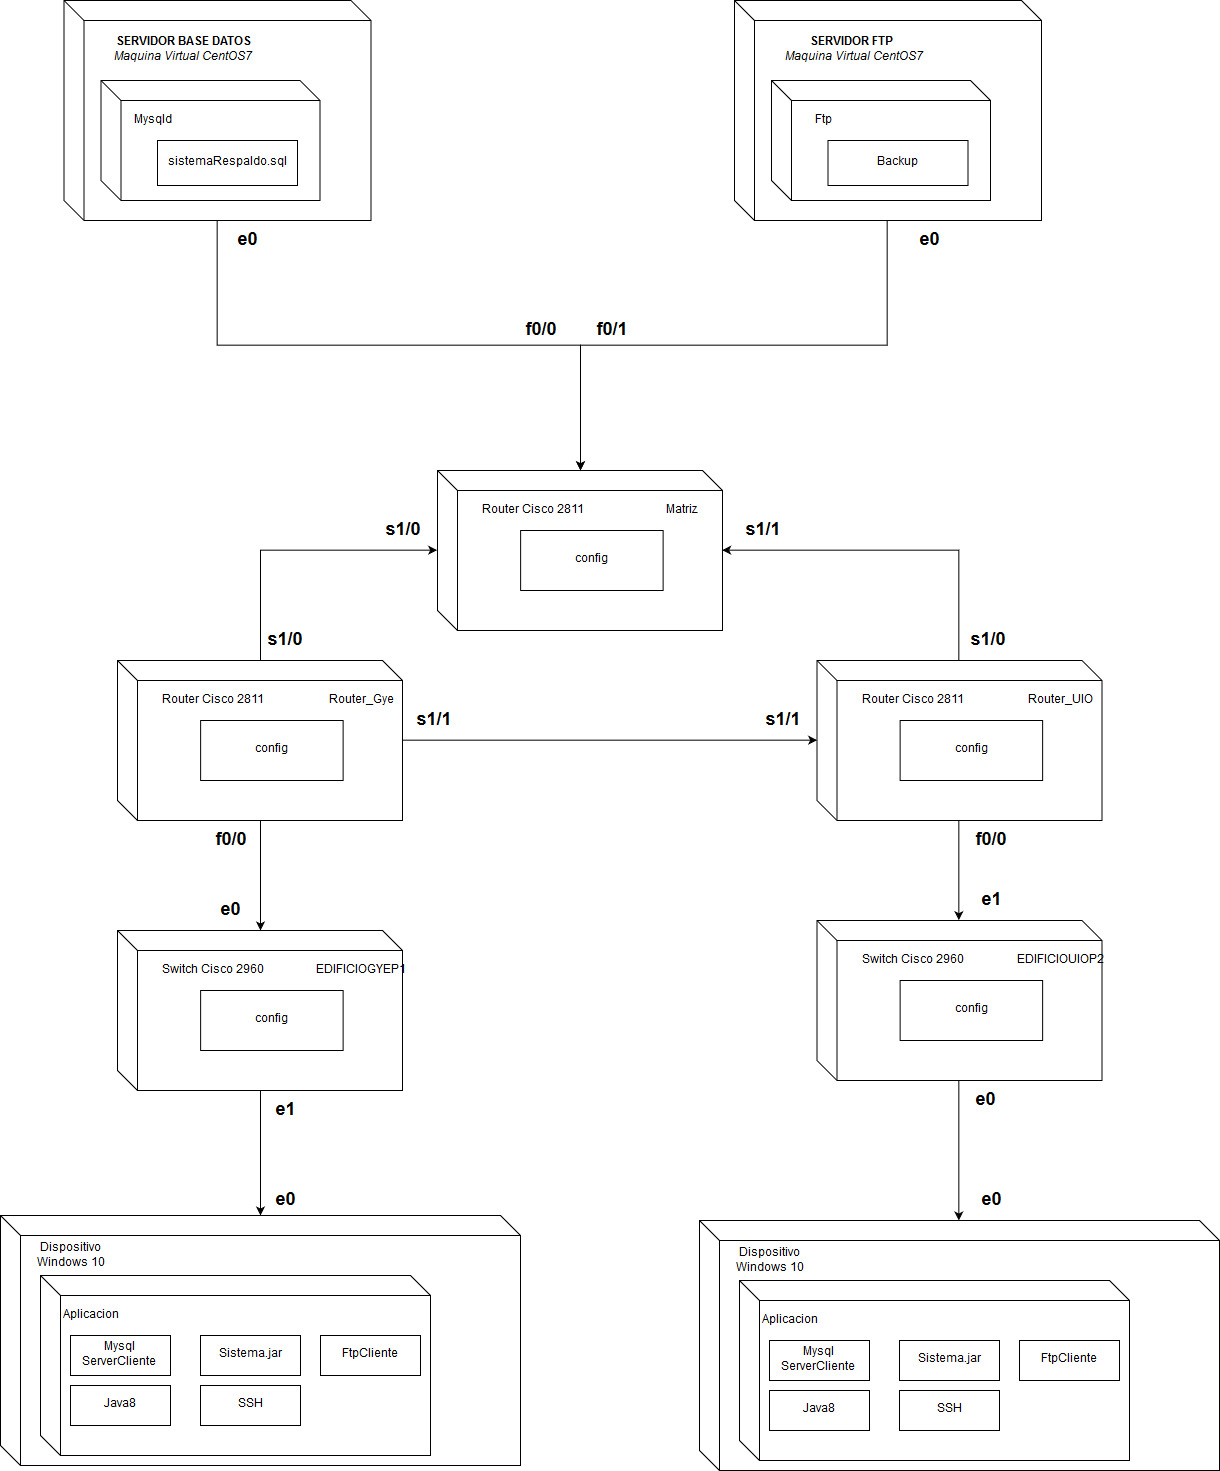 SERVIDOR BASE DATOS
Maquina Virtual CentOS7
Mysqld
sistemaRespaldo.sql
e0
SERVIDOR FTP
Maquina Virtual CentOS7
Ftp
Backup
e0
f0/0
f0/1
Router Cisco 2811
Matriz
config
s1/0
s1/1
s1/0
s1/0
Router Cisco 2811
Router_Gye
config
s1/1
s1/1
Router Cisco 2811
Router_UIO
config
f0/0
f0/0
e0
e1
Switch Cisco 2960
EDIFICIOGYEP1
config
Switch Cisco 2960
EDIFICIOUIOP2
config
e1
e0
e0
e0
Dispositivo
Windows 10
Aplicacion
Mysql
ServerCliente
Sistema.jar
FtpCliente
Java8
SSH
Dispositivo
Windows 10
Aplicacion
Mysql
ServerCliente
Sistema.jar
FtpCliente
Java8
SSH